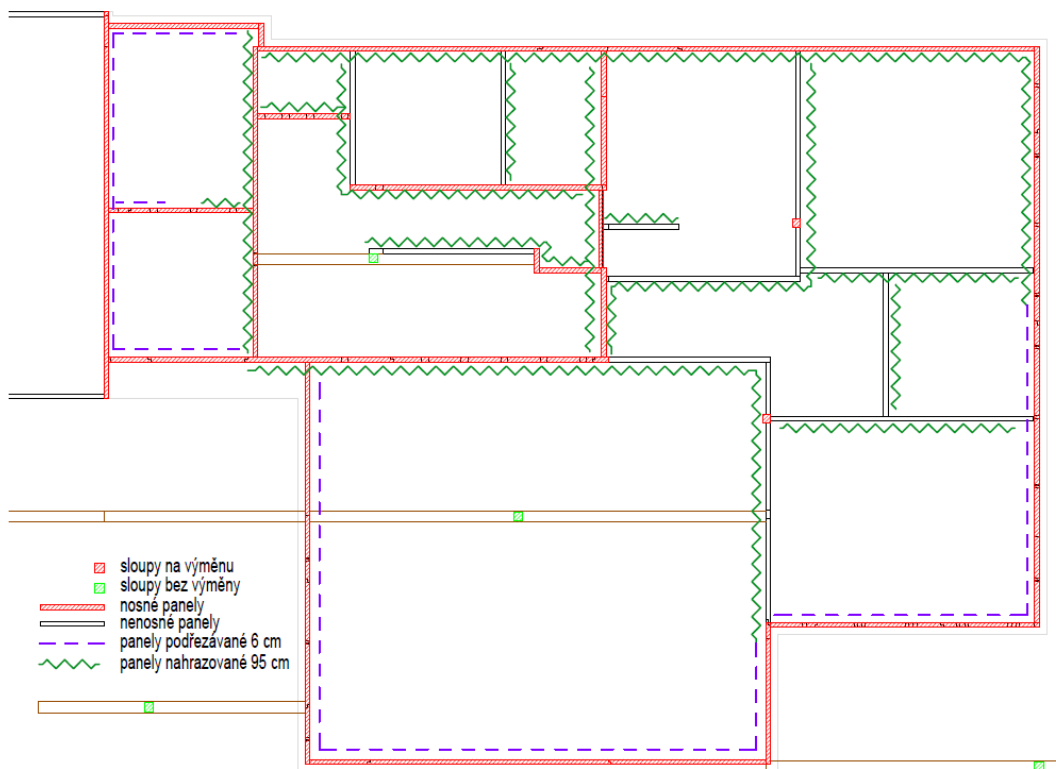 sloupy na výměnu
sloupy bez výměny
nosné panely
nenosné panely
panely podřezávané 6 cm
panely nahrazované 95 cm